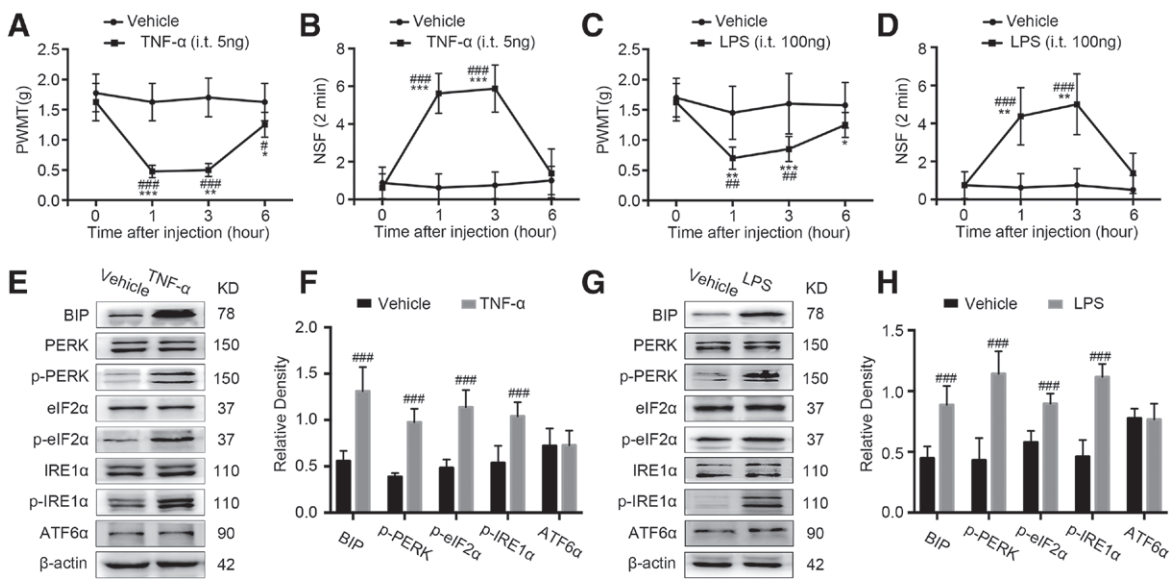 A
Vehicle
TNF-α (i.t. 5ng)
PWMT(g)
2.5
2.0
1.5
1.0
0.5
0.0
###
***
###
**
#
*
0 1 3 6
Time after injection (hour)
B
Vehicle
TNF-α (i.t. 5ng)
NSF (2 min)
8
6
4
2
0
###
***
###
***
0 1 3 6
Time after injection (hour)
C
Vehicle
LPS (i.t. 100ng)
PWMT(g)
2.5
2.0
1.5
1.0
0.5
0.0
**
##
***
##
*
0 1 3 6
Time after injection (hour)
D
Vehicle
LPS (i.t. 100ng)
NSF (2 min)
8
6
4
2
0
###
**
###
**
0 1 3 6
Time after injection (hour)
E
Vehicle TNF-α KD
BIP 78
PERK 150
p-PERK 150
eIF2α 37
p-eIF2α 37
IRE1α 110
p-IRE1α 110
ATF6α 90
β-actin 42
F
Vehicle TNF-α
Relative Density
2.0
1.5
1.0
0.5
0.0
### ### ### ###
BIP p-PERK p-eIF2α p-IRE1α ATF6α
G
Vehicle LPS KD
BIP 78
PERK 150
p-PERK 150
eIF2α 37
p-eIF2α 37
IRE1α 110
p-IRE1α 110
ATF6α 90
β-actin 42
H
Vehicle LPS
Relative Density
1.5
1.0
0.5
0.0
### ### ### ###
BIP p-PERK p-eIF2α p-IRE1α ATF6α